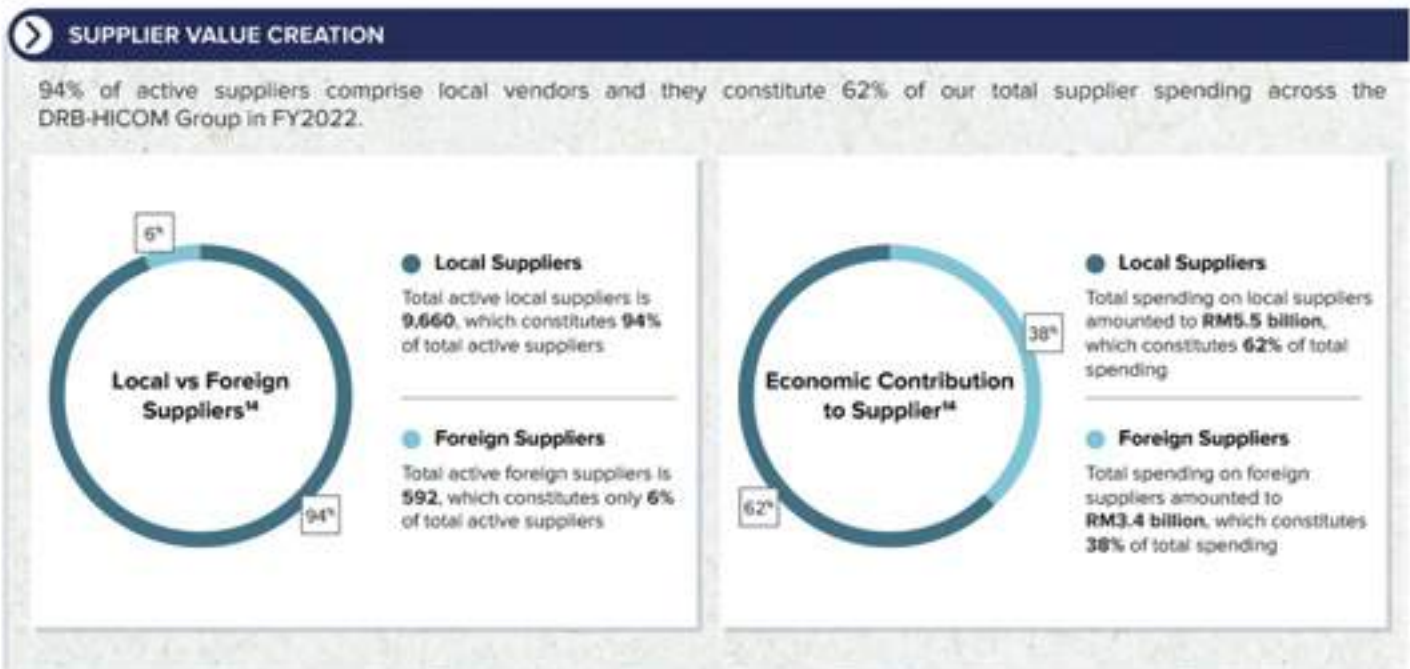 SUPPLIER VALUE CREATION
94% of active suppliers comprise local vendors and they constitute 62% of our total supplier spending across the
DRB-HICOM Group in FY2022.
6%
Local vs Foreign
Suppliers¹⁴
94%
Local Suppliers
Total active local suppliers is
9,660, which constitutes 94%
of total active suppliers
Foreign Suppliers
Total active foreign suppliers is
592, which constitutes only 6%
of total active suppliers
38%
Economic Contribution
to Supplier¹⁴
62%
Local Suppliers
Total spending on local suppliers
amounted to RM5.5 billion,
which constitutes 62% of total
spending
Foreign Suppliers
Total spending on foreign
suppliers amounted to
RM3.4 billion, which constitutes
38% of total spending